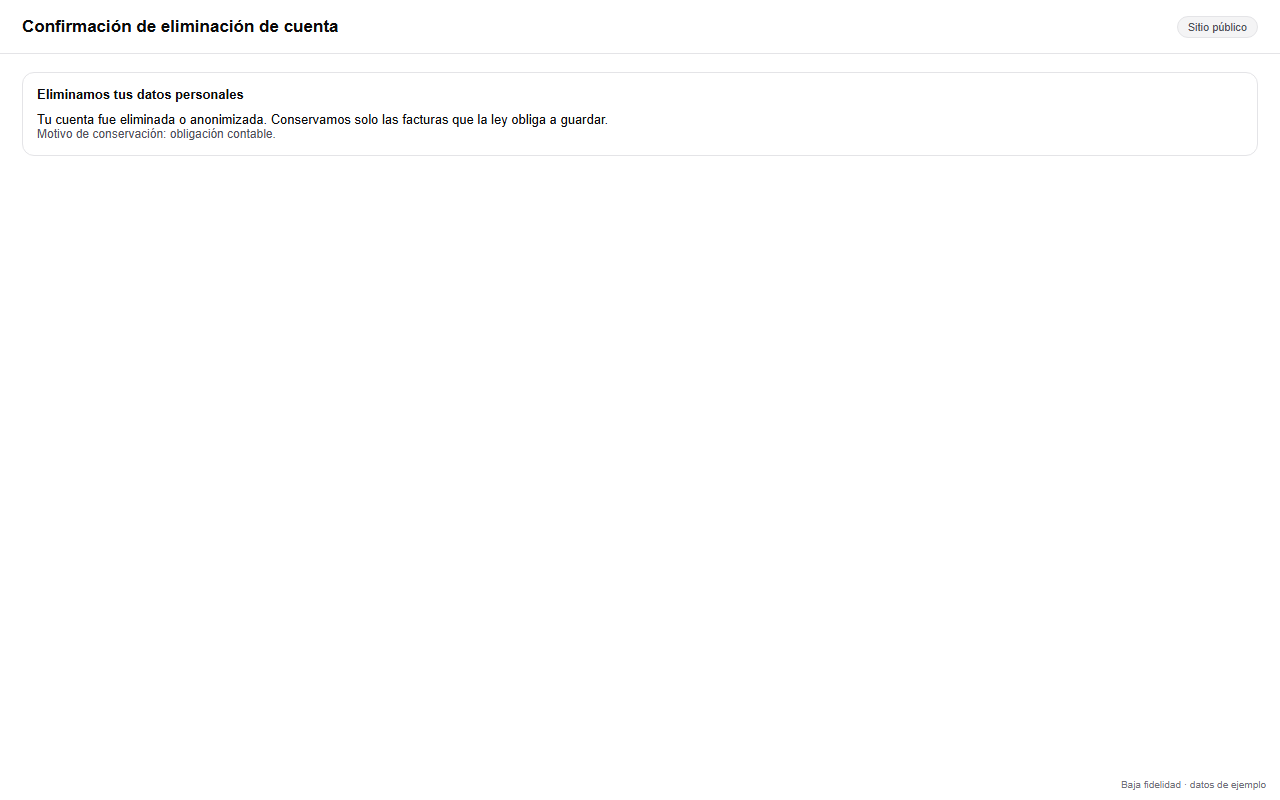 Confirmación de eliminación de cuenta
Sitio público
Eliminamos tus datos personales
Tu cuenta fue eliminada o anonimizada. Conservamos solo las facturas que la ley obliga a guardar.
Motivo de conservación: obligación contable.
Baja fidelidad · datos de ejemplo